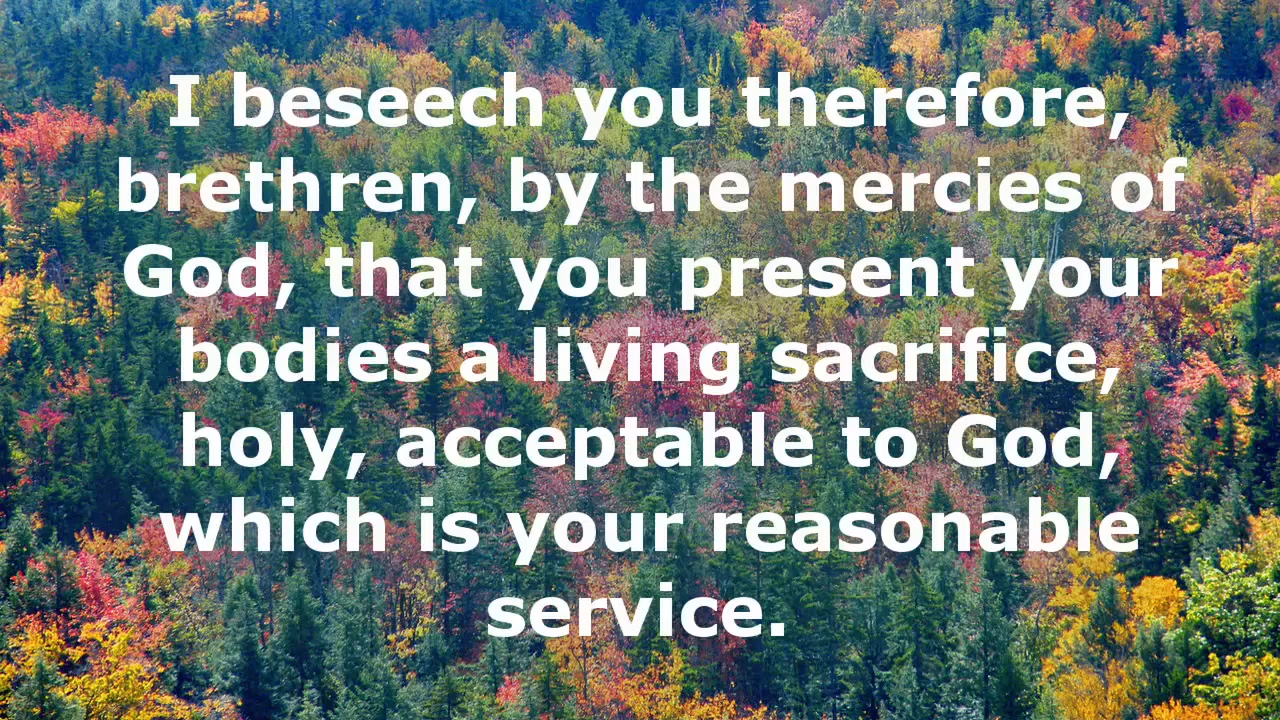 I beseech you therefore,
brethren, by the mercies of
God, that you present your
bodies a living sacrifice,
holy, acceptable to God,
which is your reasonable
service.